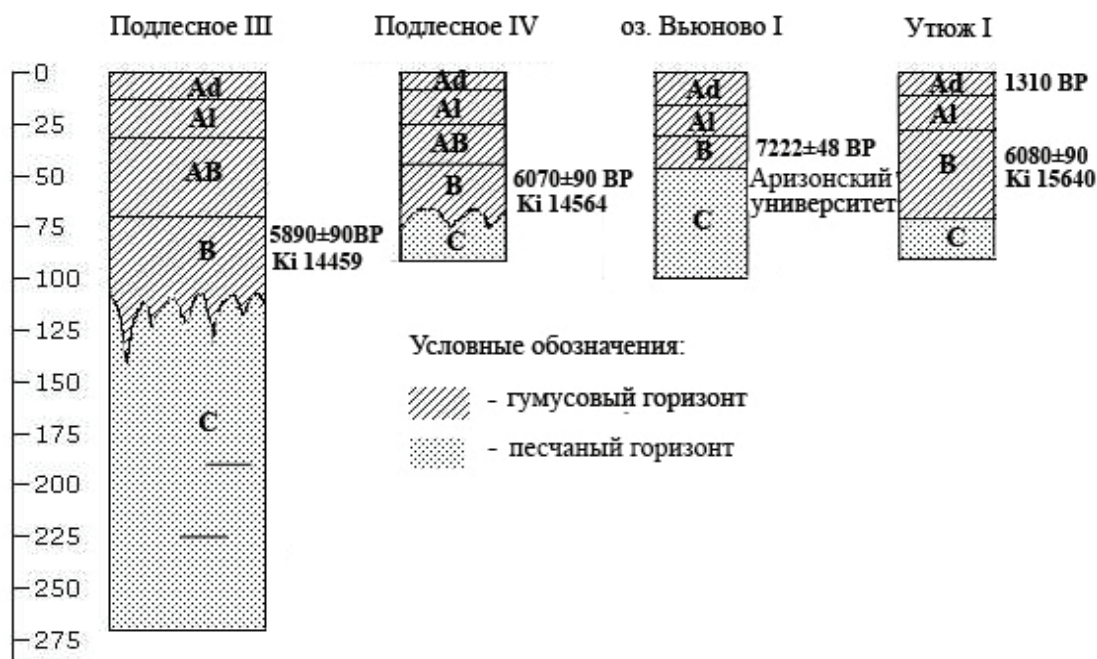 Подлесное III
Подлесное IV
оз. Вьюново I
Утюж I
0
25
50
75
100
125
150
175
200
225
250
275
Ad
Al
AB
B
C
5890±90BP
Ki 14459
Ad
Al
AB
B
C
6070±90 BP
Ki 14564
Ad
Al
B
C
7222±48 BP
Аризонский
университет
Ad
Al
B
C
1310 BP
6080±90
Ki 15640
Условные обозначения:
- гумусовый горизонт
- песчаный горизонт